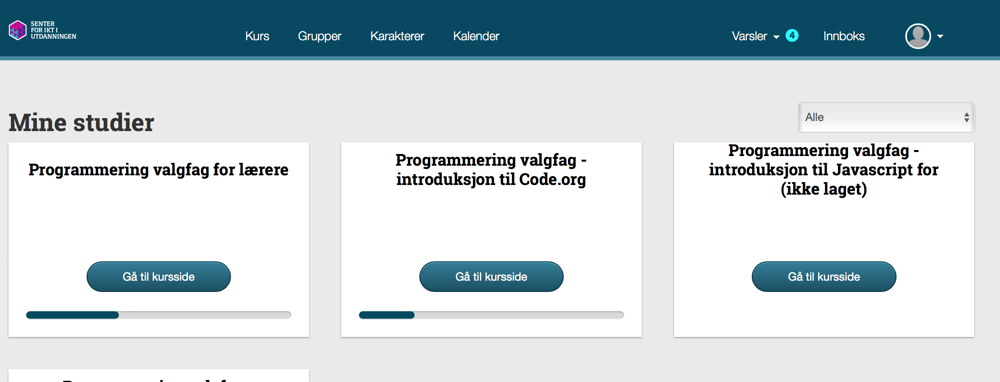 SENTER
FOR IKT I
UTDANNINGEN
Kurs
Grupper
Karakterer
Kalender
Varsler
4
Innboks
Mine studier
Alle
Programmering valgfag for lærere
Gå til kursside
Programmering valgfag -
introduksjon til Code.org
Gå til kursside
Programmering valgfag -
introduksjon til Javascript for
(ikke laget)
Gå til kursside